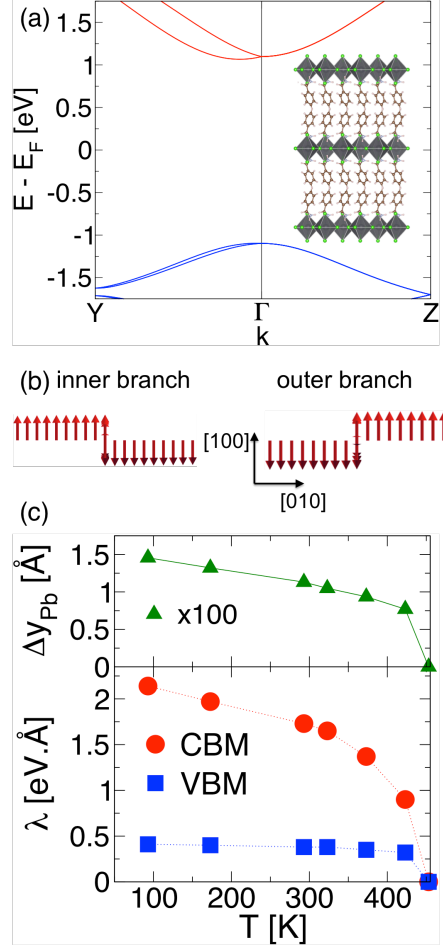 (a)
1.5
1
0.5
0
-0.5
-1
-1.5
E - E_F [eV]
Y Γ Z
k
(b) inner branch outer branch
[100]
[010]
(c)
1.5
1
0.5
0
Δy_Pb [Å]
x100
2
1.5
1
0.5
0
λ [eV.Å]
CBM
VBM
100 200 300 400
T [K]